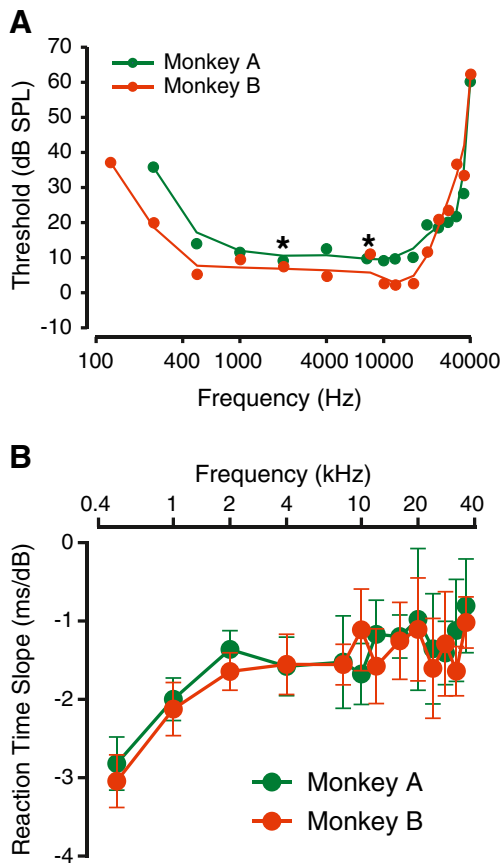 A
Threshold (dB SPL)
70
60
50
40
30
20
10
0
-10
Monkey A
Monkey B
* *
100 400 1000 4000 10000 40000
Frequency (Hz)
B
Frequency (kHz)
0.4 1 2 4 10 20 40
Reaction Time Slope (ms/dB)
0
-1
-2
-3
-4
Monkey A
Monkey B